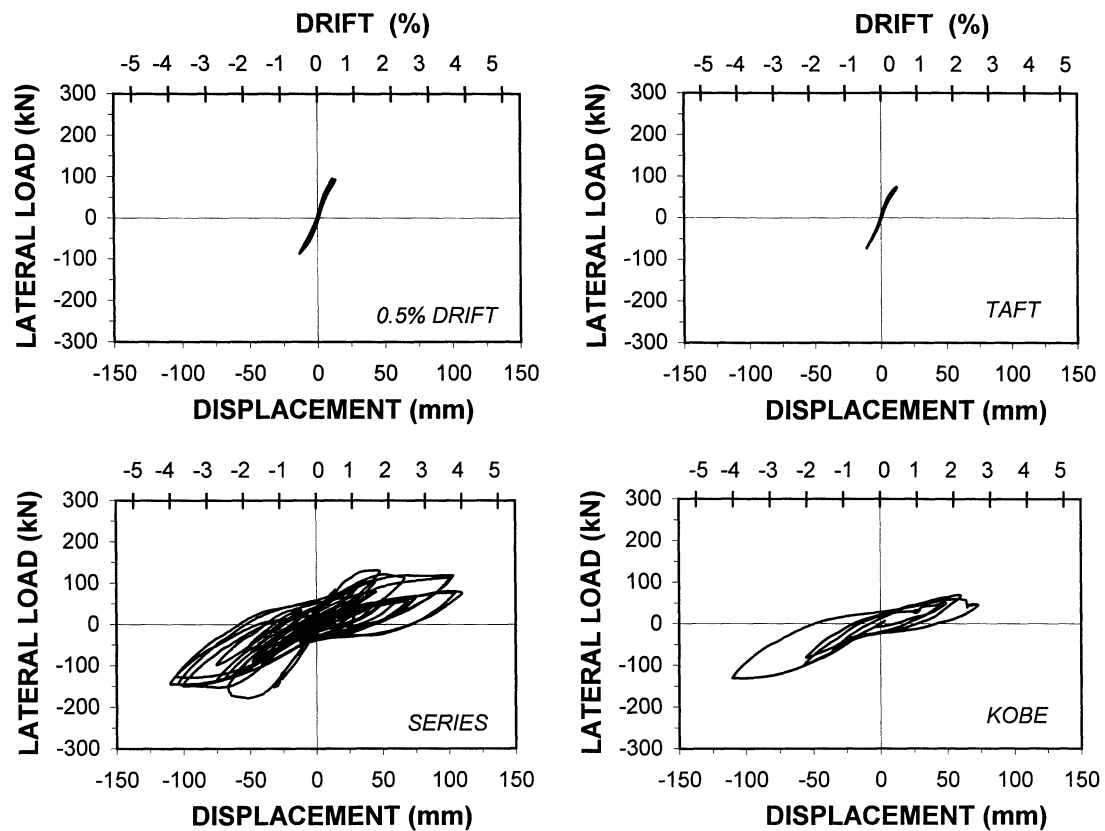 DRIFT (%)
-5 -4 -3 -2 -1 0 1 2 3 4 5
LATERAL LOAD (kN)
300
200
100
0
-100
-200
-300
0.5% DRIFT
-150 -100 -50 0 50 100 150
DISPLACEMENT (mm)
DRIFT (%)
-5 -4 -3 -2 -1 0 1 2 3 4 5
LATERAL LOAD (kN)
300
200
100
0
-100
-200
-300
TAFT
-150 -100 -50 0 50 100 150
DISPLACEMENT (mm)
-5 -4 -3 -2 -1 0 1 2 3 4 5
LATERAL LOAD (kN)
300
200
100
0
-100
-200
-300
SERIES
-150 -100 -50 0 50 100 150
DISPLACEMENT (mm)
-5 -4 -3 -2 -1 0 1 2 3 4 5
LATERAL LOAD (kN)
300
200
100
0
-100
-200
-300
KOBE
-150 -100 -50 0 50 100 150
DISPLACEMENT (mm)